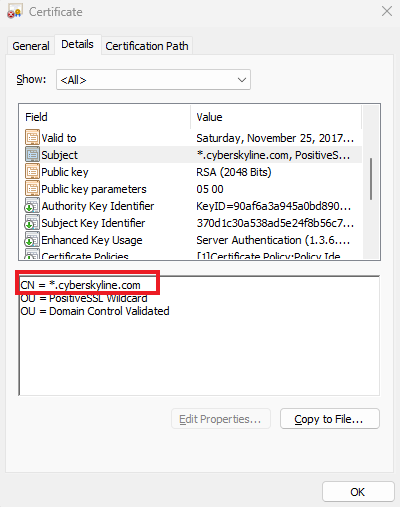 Certificate
General Details Certification Path
Show: <All>
Field Value
Valid to Saturday, November 25, 2017...
Subject *.cyberskyline.com, PositiveS...
Public key RSA (2048 Bits)
Public key parameters 05 00
Authority Key Identifier KeyID=90af6a3a945a0bd890...
Subject Key Identifier 370d1c30a538ad5e24f8b56c7...
Enhanced Key Usage Server Authentication (1.3.6....
Certificate Policies [1]Certificate Policy:Policy Ide...
CN = *.cyberskyline.com
OU = PositiveSSL Wildcard
OU = Domain Control Validated
Edit Properties... Copy to File...
OK